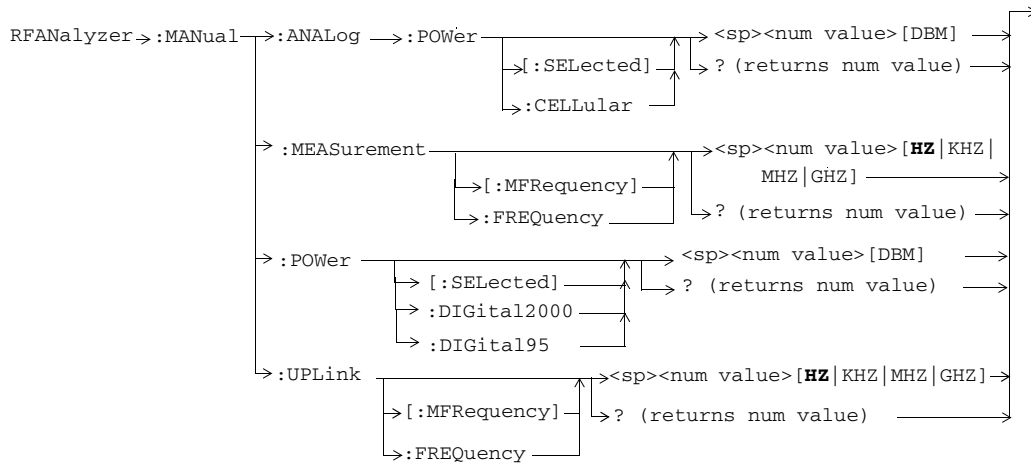 RFANalyzer :MANual :ANALog :POWer <sp><num value>[DBM]
[:SELected] ? (returns num value)
:CELLular
:MEASurement <sp><num value>[HZ|KHZ|
[:MFRequency] MHZ|GHZ]
:FREQuency ? (returns num value)
:POWer <sp><num value>[DBM]
[:SELected] ? (returns num value)
:DIGital2000
:DIGital95
:UPLink <sp><num value>[HZ|KHZ|MHZ|GHZ]
[:MFRequency] ? (returns num value)
:FREQuency